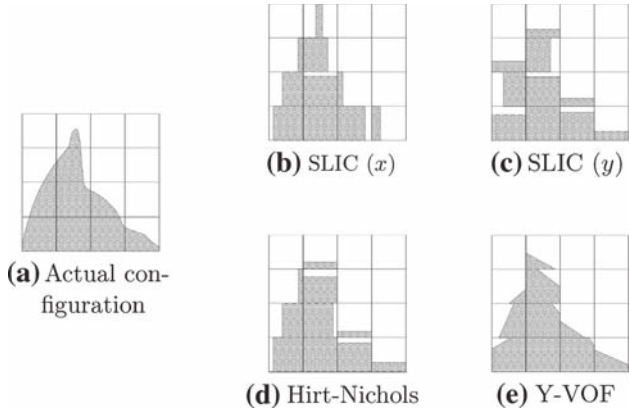 (b) SLIC (x)
(c) SLIC (y)
(a) Actual con-
figuration
(d) Hirt-Nichols
(e) Y-VOF